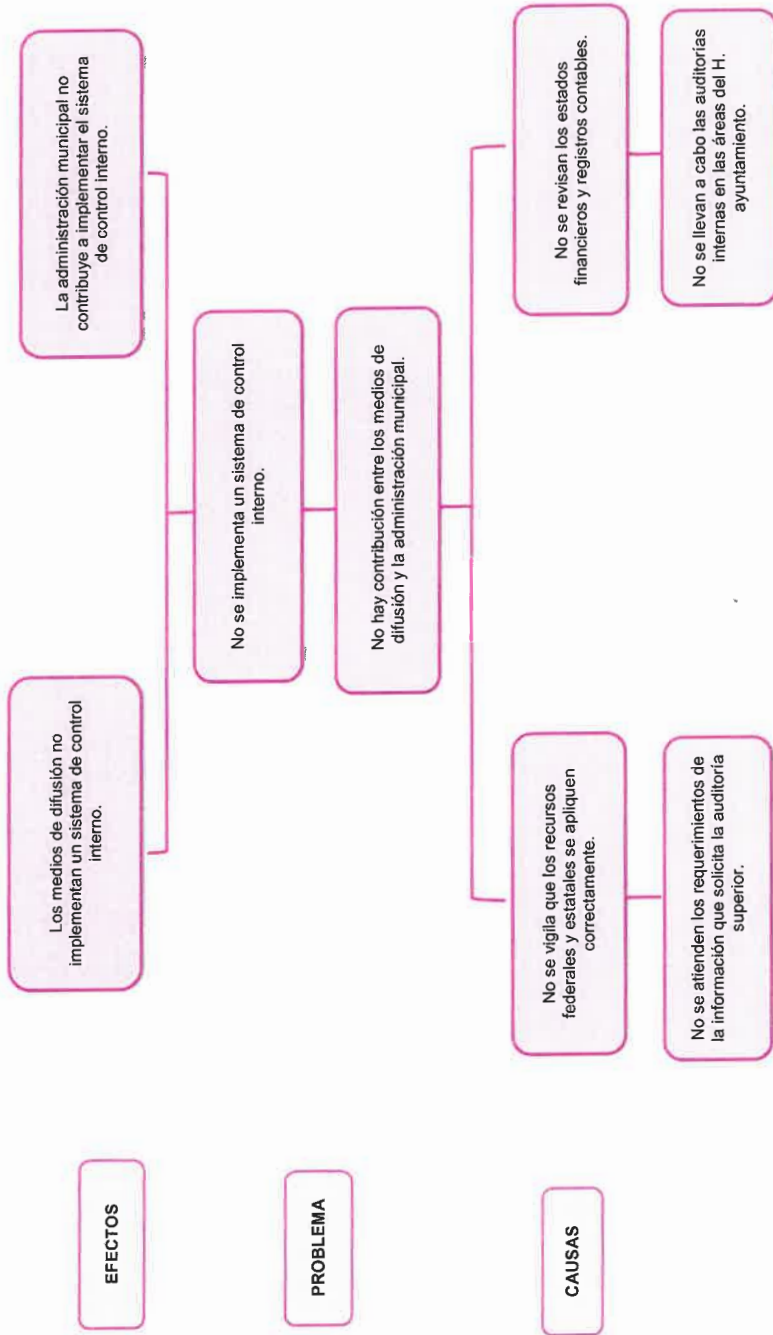 EFECTOS
Los medios de difusión no
implementan un sistema de control
interno.
La administración municipal no
contribuye a implementar el sistema
de control interno.
PROBLEMA
No se implementa un sistema de control
interno.
No hay contribución entre los medios de
difusión y la administración municipal.
CAUSAS
No se vigila que los recursos
federales y estatales se apliquen
correctamente.
No se revisan los estados
financieros y registros contables.
No se atienden los requerimientos de
la información que solicita la auditoría
superior.
No se llevan a cabo las auditorías
internas en las áreas del H.
ayuntamiento.